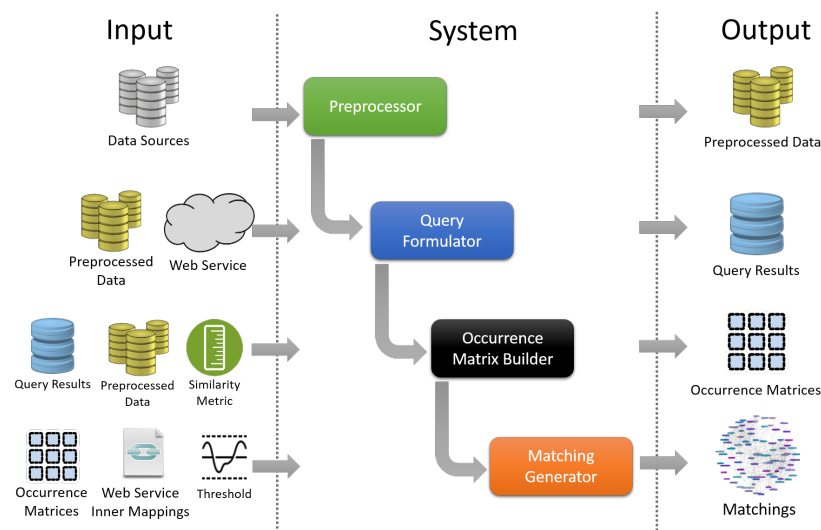 Input
System
Output
Data Sources
Preprocessor
Preprocessed Data
Preprocessed
Data
Web Service
Query
Formulator
Query Results
Query Results
Preprocessed
Data
Similarity
Metric
Occurrence
Matrix Builder
Occurrence Matrices
Occurrence
Matrices
Web Service
Inner Mappings
Threshold
Matching
Generator
Matchings